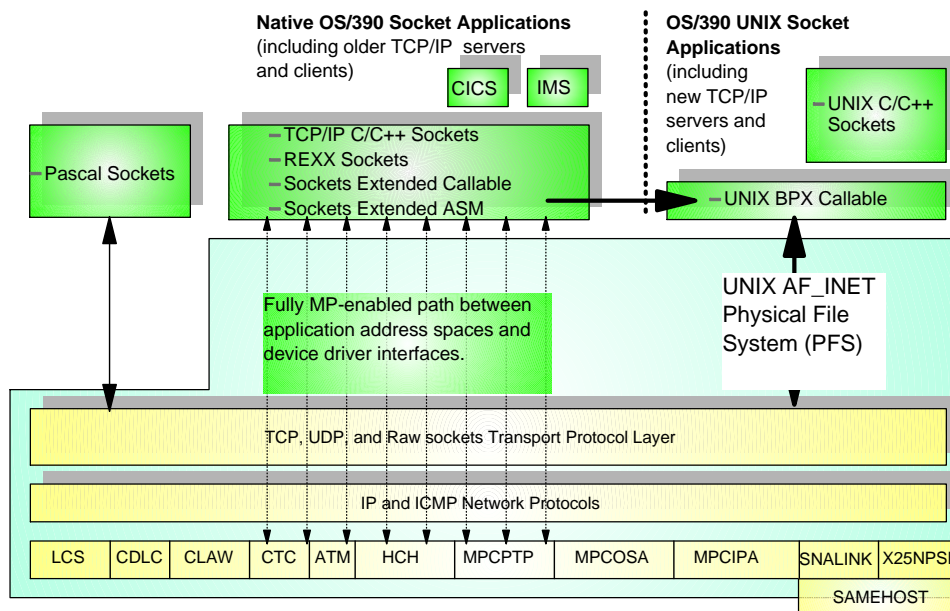 Native OS/390 Socket Applications
(including older TCP/IP servers
and clients)
CICS
IMS
OS/390 UNIX Socket
Applications
(including
new TCP/IP
servers and
clients)
UNIX C/C++
Sockets
Pascal Sockets
TCP/IP C/C++ Sockets
REXX Sockets
Sockets Extended Callable
Sockets Extended ASM
UNIX BPX Callable
Fully MP-enabled path between
application address spaces and
device driver interfaces.
UNIX AF_INET
Physical File
System (PFS)
TCP, UDP, and Raw sockets Transport Protocol Layer
IP and ICMP Network Protocols
LCS
CDLC
CLAW
CTC
ATM
HCH
MPCPTP
MPCOSA
MPCIPA
SNALINK
X25NPSI
SAMEHOST